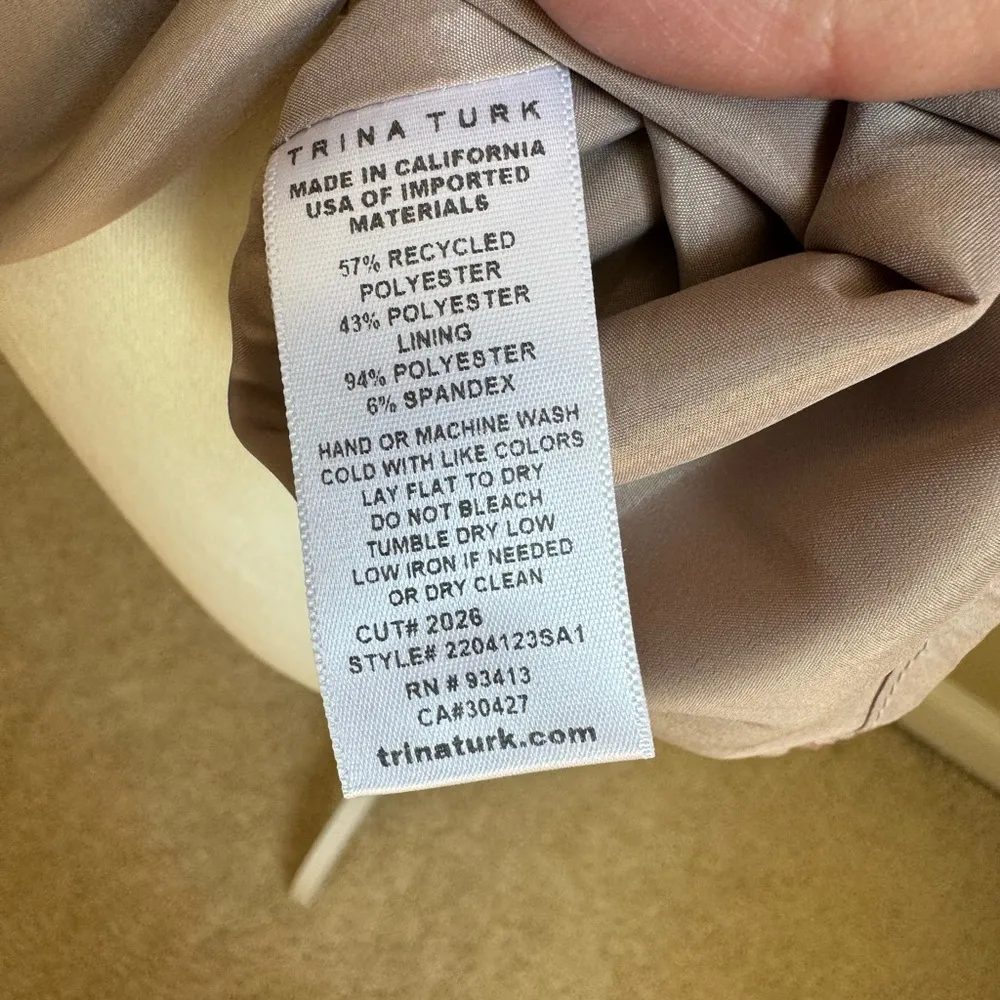 TRINA TURK
MADE IN CALIFORNIA
USA OF IMPORTED
MATERIALS
57% RECYCLED
POLYESTER
43% POLYESTER
LINING
94% POLYESTER
6% SPANDEX
HAND OR MACHINE WASH
COLD WITH LIKE COLORS
LAY FLAT TO DRY
DO NOT BLEACH
TUMBLE DRY LOW
LOW IRON IF NEEDED
OR DRY CLEAN
CUT# 2026
STYLE# 2204123SA1
RN # 93413
CA#30427
trinaturk.com